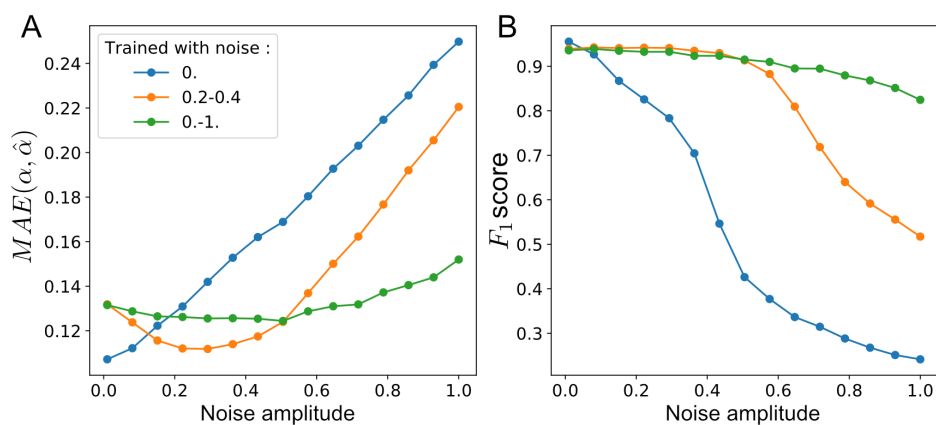 A
MAE(α, α̂)
0.24
0.22
0.20
0.18
0.16
0.14
0.12
Trained with noise :
0.
0.2-0.4
0.-1.
0.0 0.2 0.4 0.6 0.8 1.0
Noise amplitude
B
F₁ score
0.9
0.8
0.7
0.6
0.5
0.4
0.3
0.0 0.2 0.4 0.6 0.8 1.0
Noise amplitude